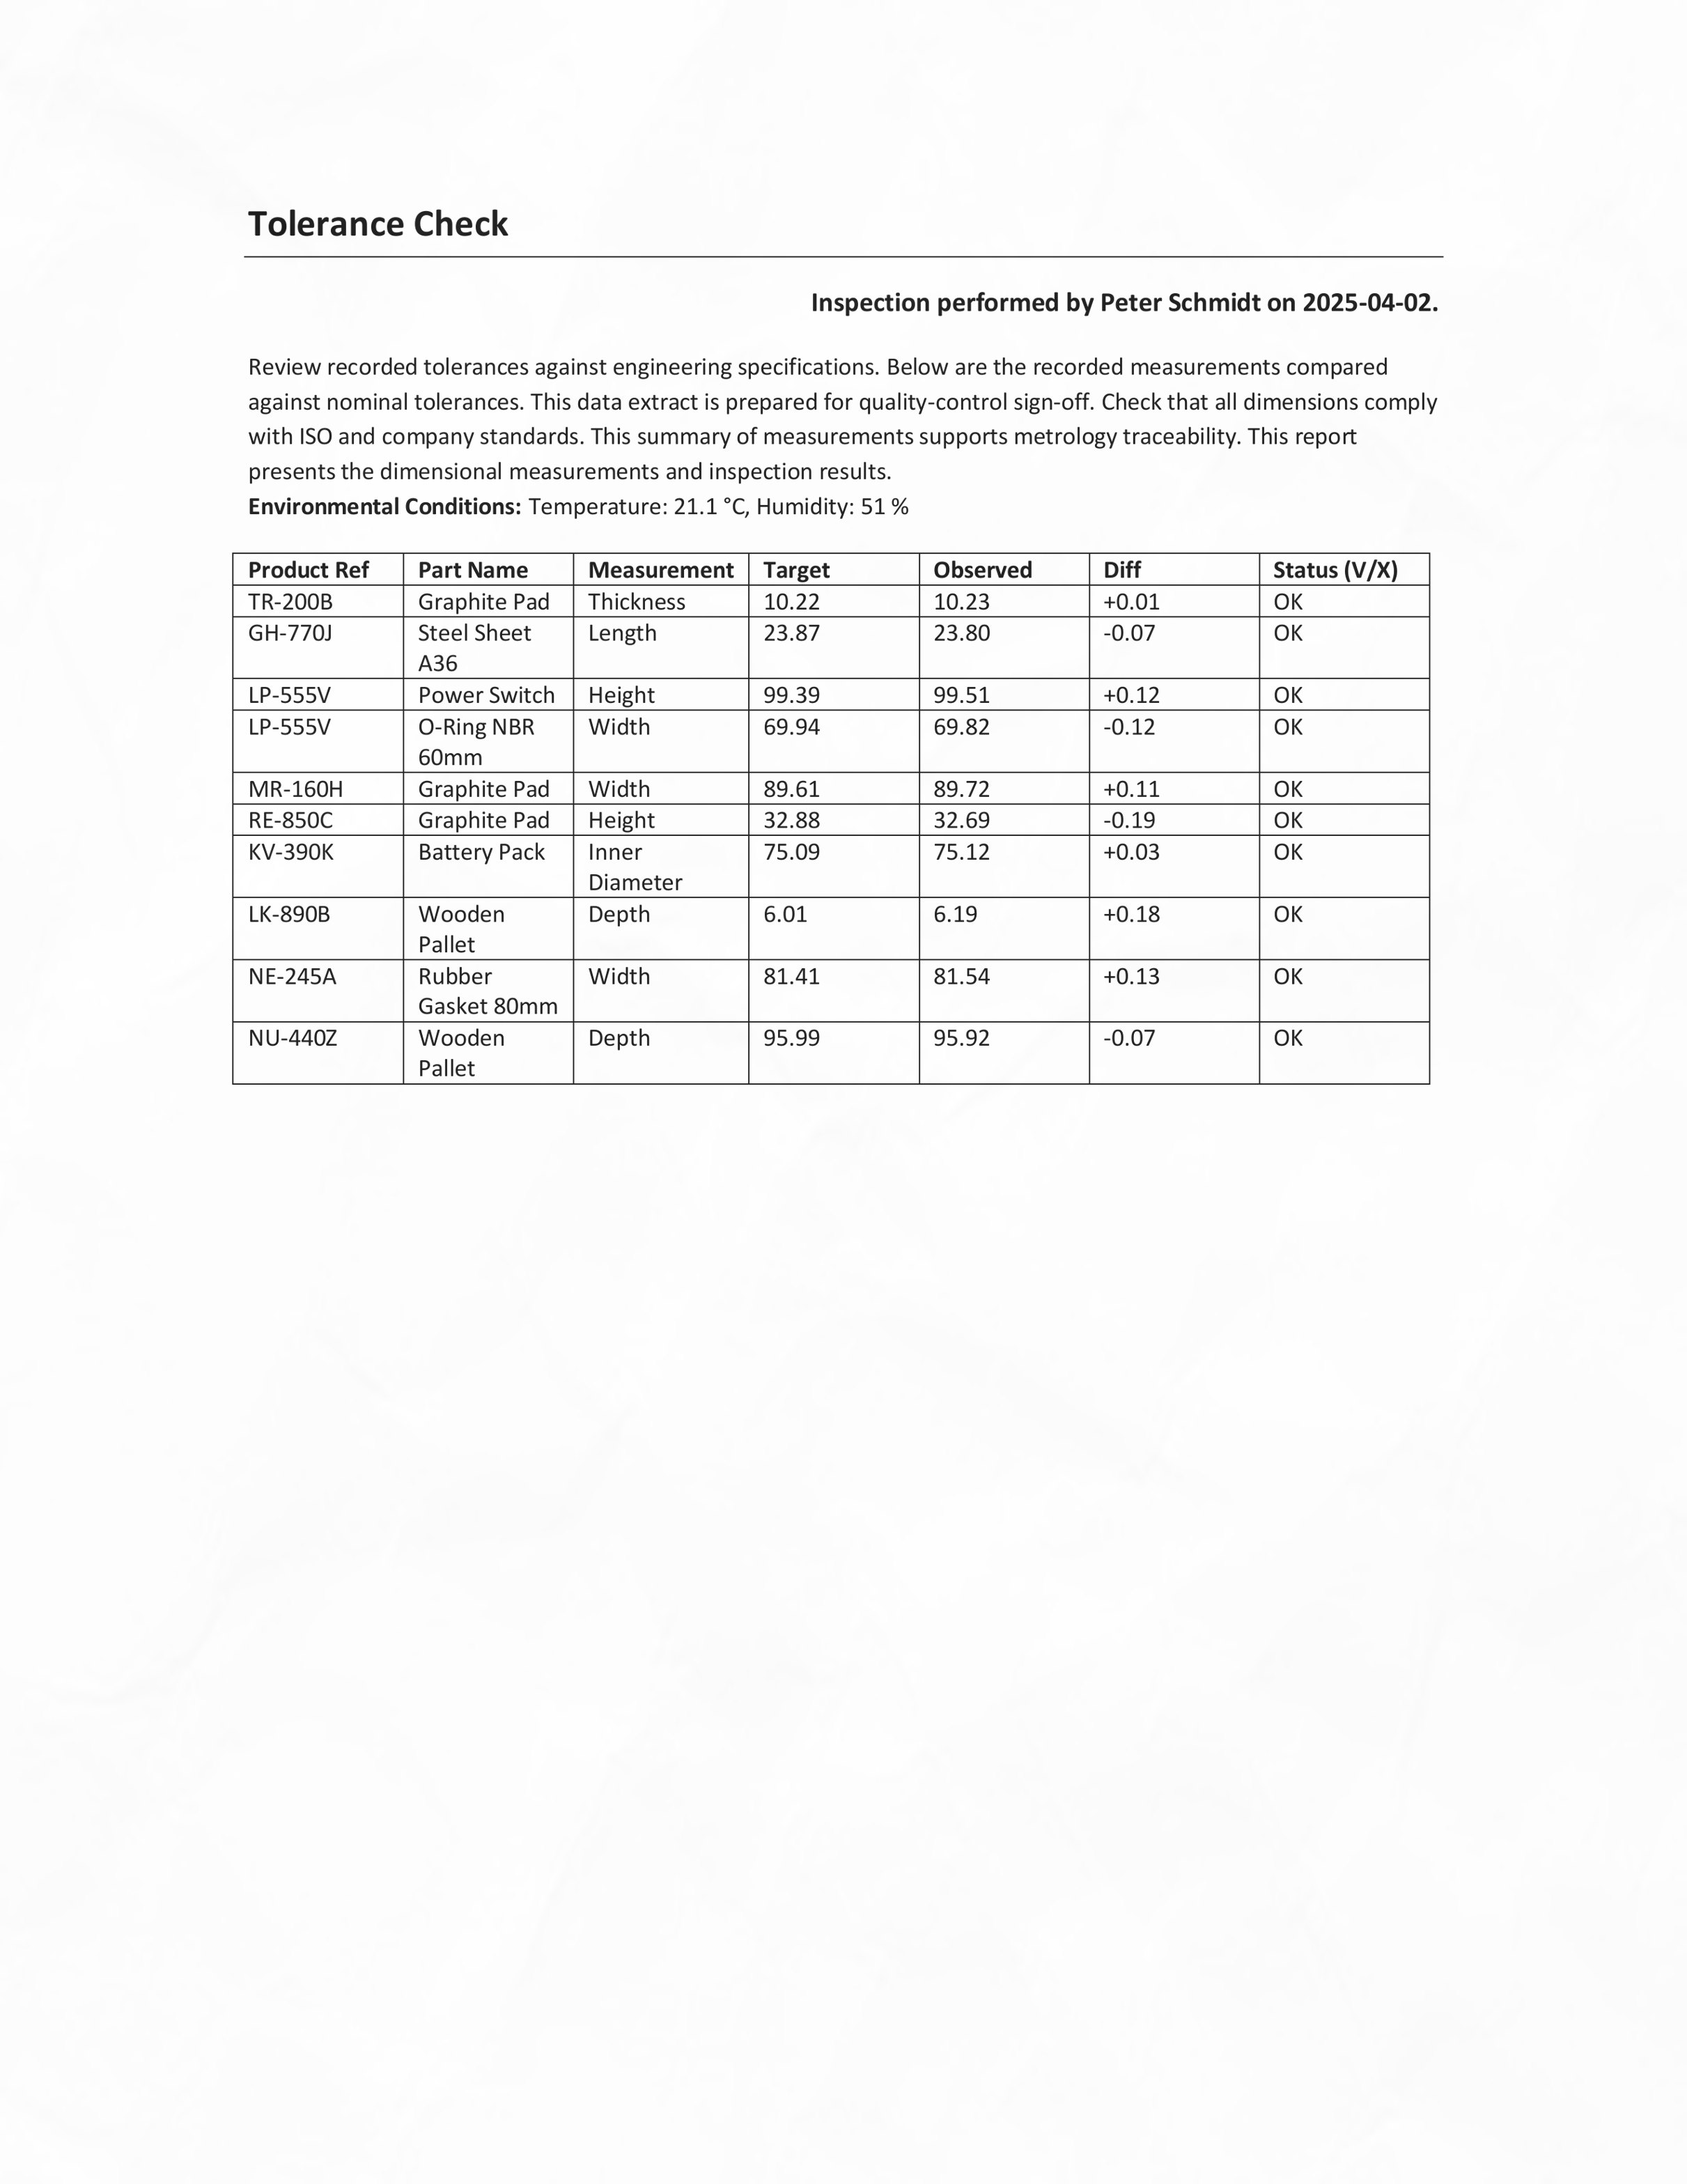 Tolerance Check
Inspection performed by Peter Schmidt on 2025-04-02.
Review recorded tolerances against engineering specifications. Below are the recorded measurements compared
against nominal tolerances. This data extract is prepared for quality-control sign-off. Check that all dimensions comply
with ISO and company standards. This summary of measurements supports metrology traceability. This report
presents the dimensional measurements and inspection results.
Environmental Conditions: Temperature: 21.1 °C, Humidity: 51 %
Product Ref Part Name Measurement Target Observed Diff Status (V/X)
TR-200B Graphite Pad Thickness 10.22 10.23 +0.01 OK
GH-770J Steel Sheet Length 23.87 23.80 -0.07 OK
A36
LP-555V Power Switch Height 99.39 99.51 +0.12 OK
LP-555V O-Ring NBR Width 69.94 69.82 -0.12 OK
60mm
MR-160H Graphite Pad Width 89.61 89.72 +0.11 OK
RE-850C Graphite Pad Height 32.88 32.69 -0.19 OK
KV-390K Battery Pack Inner 75.09 75.12 +0.03 OK
Diameter
LK-890B Wooden Depth 6.01 6.19 +0.18 OK
Pallet
NE-245A Rubber Width 81.41 81.54 +0.13 OK
Gasket 80mm
NU-440Z Wooden Depth 95.99 95.92 -0.07 OK
Pallet